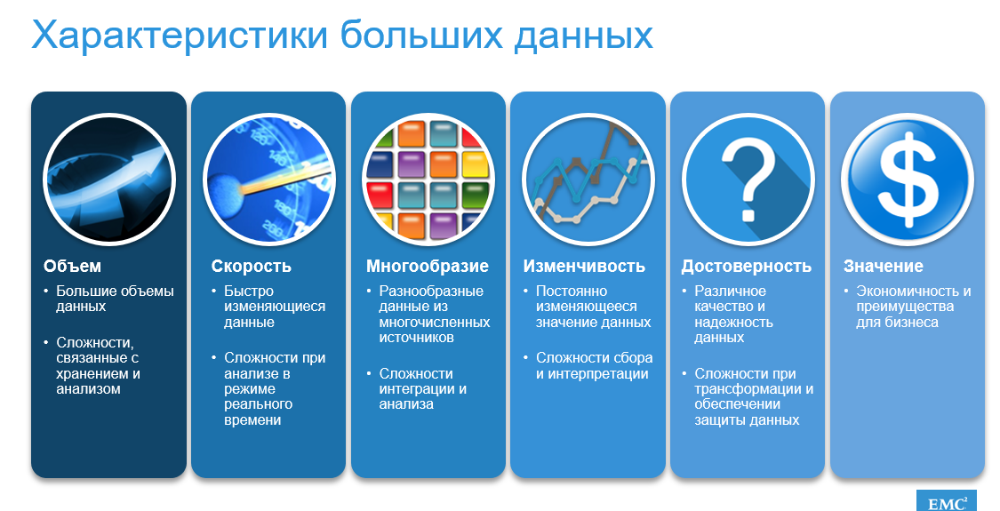 Характеристики больших данных
Объем
• Большие объемы
данных
• Сложности,
связанные с
хранением и
анализом
Скорость
• Быстро
изменяющиеся
данные
• Сложности при
анализе в
режиме
реального
времени
Многообразие
• Разнообразные
данные из
многочисленных
источников
• Сложности
интеграции и
анализа
Изменчивость
• Постоянно
изменяющееся
значение данных
• Сложности сбора
и интерпретации
?
Достоверность
• Различное
качество и
надежность
данных
• Сложности при
трансформации и
обеспечении
защиты данных
$
Значение
• Экономичность и
преимущества
для бизнеса
EMC²